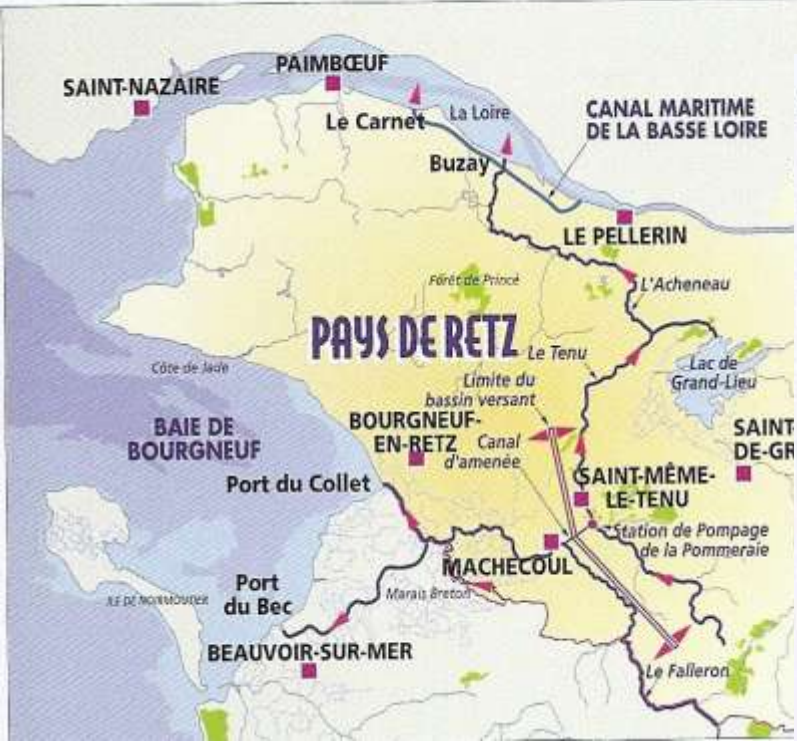 SAINT-NAZAIRE
PAIMBŒUF
Le Carnet
La Loire
CANAL MARITIME
DE LA BASSE LOIRE
Buzay
LE PELLERIN
Forêt de Princé
L'Acheneau
PAYS DE RETZ
Le Tenu
Lac de
Grand-Lieu
Côte de Jade
Limite du
bassin versant
BAIE DE
BOURGNEUF
BOURGNEUF-
EN-RETZ
Canal
d'amenée
SAINT-
DE-GR
Port du Collet
SAINT-MÊME-
LE-TENU
Station de Pompage
de la Pommeraie
MACHECOUL
Port
du Bec
Marais Breton
ILE DE NOIRMOUTIER
BEAUVOIR-SUR-MER
Le Falleron